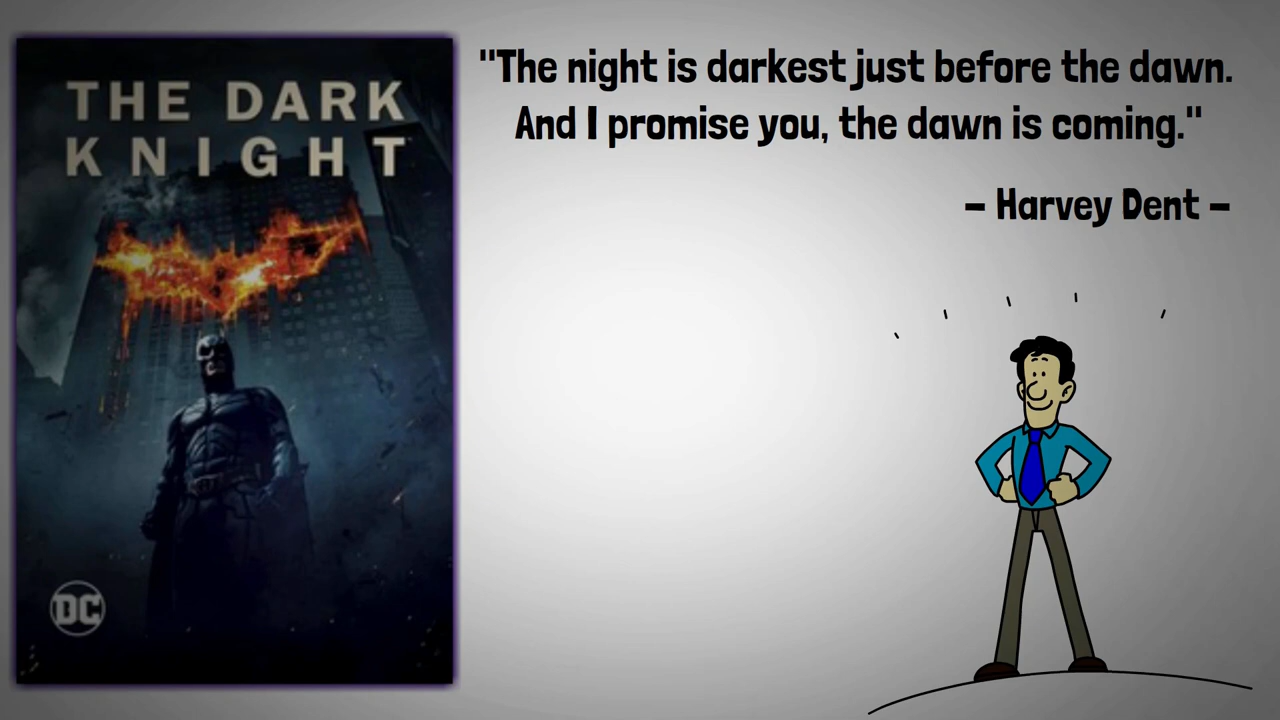 THE DARK
KNIGHT
DC
"The night is darkest just before the dawn.
And I promise you, the dawn is coming."
– Harvey Dent –